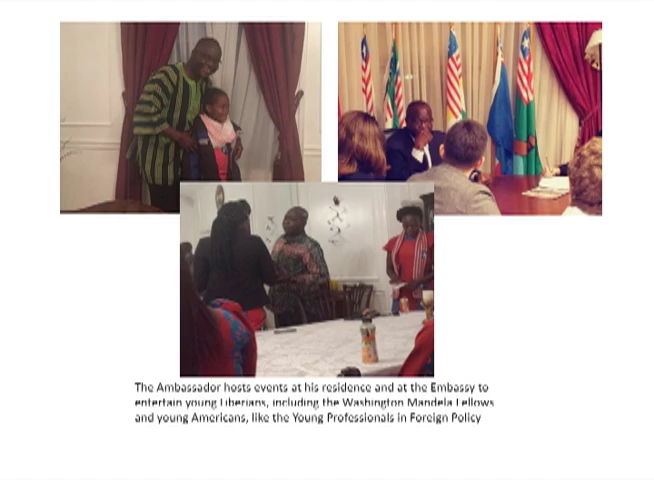 The Ambassador hosts events at his residence and at the Embassy to
entertain young Liberians, including the Washington Mandela Fellows
and young Americans, like the Young Professionals in Foreign Policy